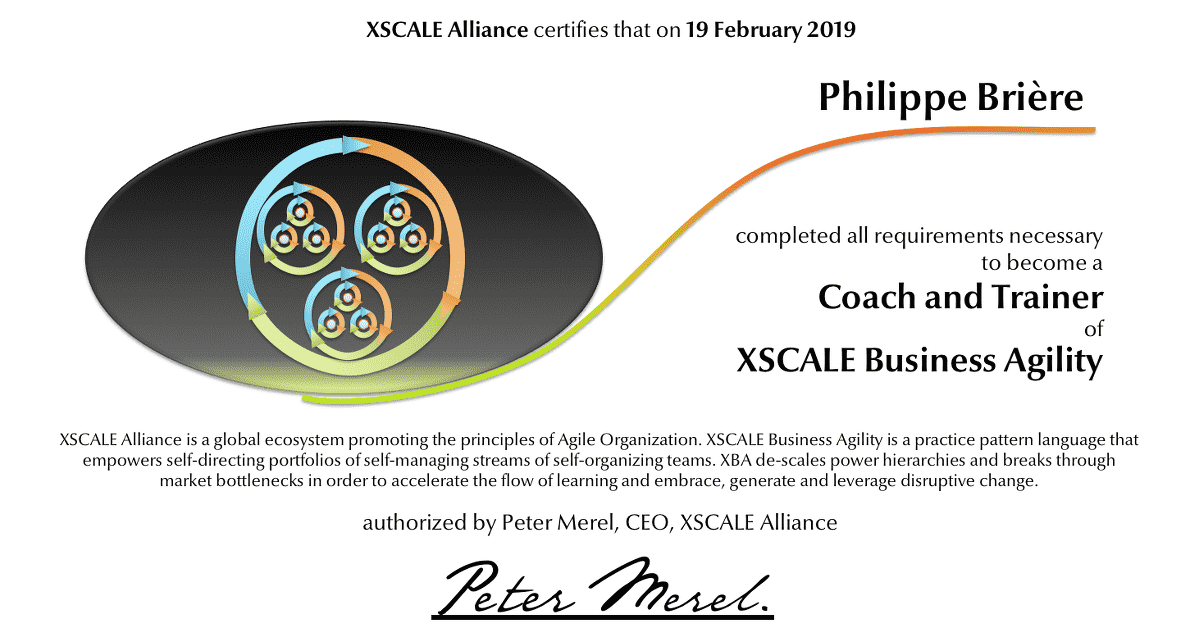 XSCALE Alliance certifies that on 19 February 2019
Philippe Brière
completed all requirements necessary
to become a
Coach and Trainer
of
XSCALE Business Agility
XSCALE Alliance is a global ecosystem promoting the principles of Agile Organization. XSCALE Business Agility is a practice pattern language that
empowers self-directing portfolios of self-managing streams of self-organizing teams. XBA de-scales power hierarchies and breaks through
market bottlenecks in order to accelerate the flow of learning and embrace, generate and leverage disruptive change.
authorized by Peter Merel, CEO, XSCALE Alliance
Peter Merel.